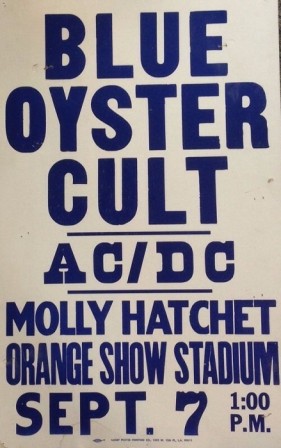 BLUE
OYSTER
CULT
AC/DC
MOLLY HATCHET
ORANGE SHOW STADIUM
SEPT. 7 1:00
P.M.